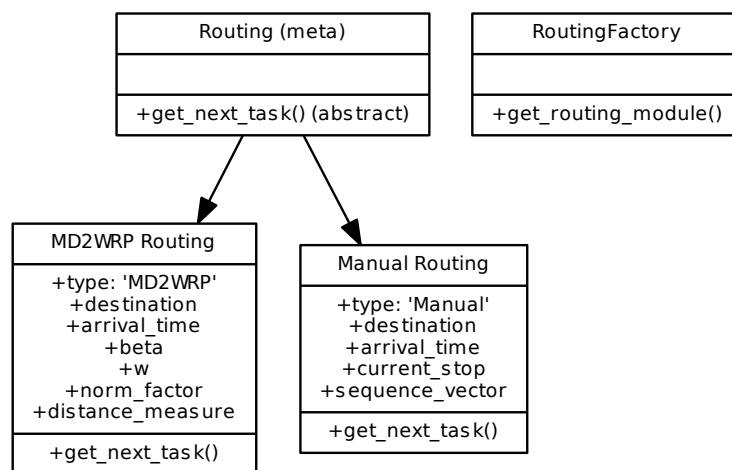 Routing (meta)
+get_next_task() (abstract)
RoutingFactory
+get_routing_module()
MD2WRP Routing
+type: 'MD2WRP'
+destination
+arrival_time
+beta
+w
+norm_factor
+distance_measure
+get_next_task()
Manual Routing
+type: 'Manual'
+destination
+arrival_time
+current_stop
+sequence_vector
+get_next_task()